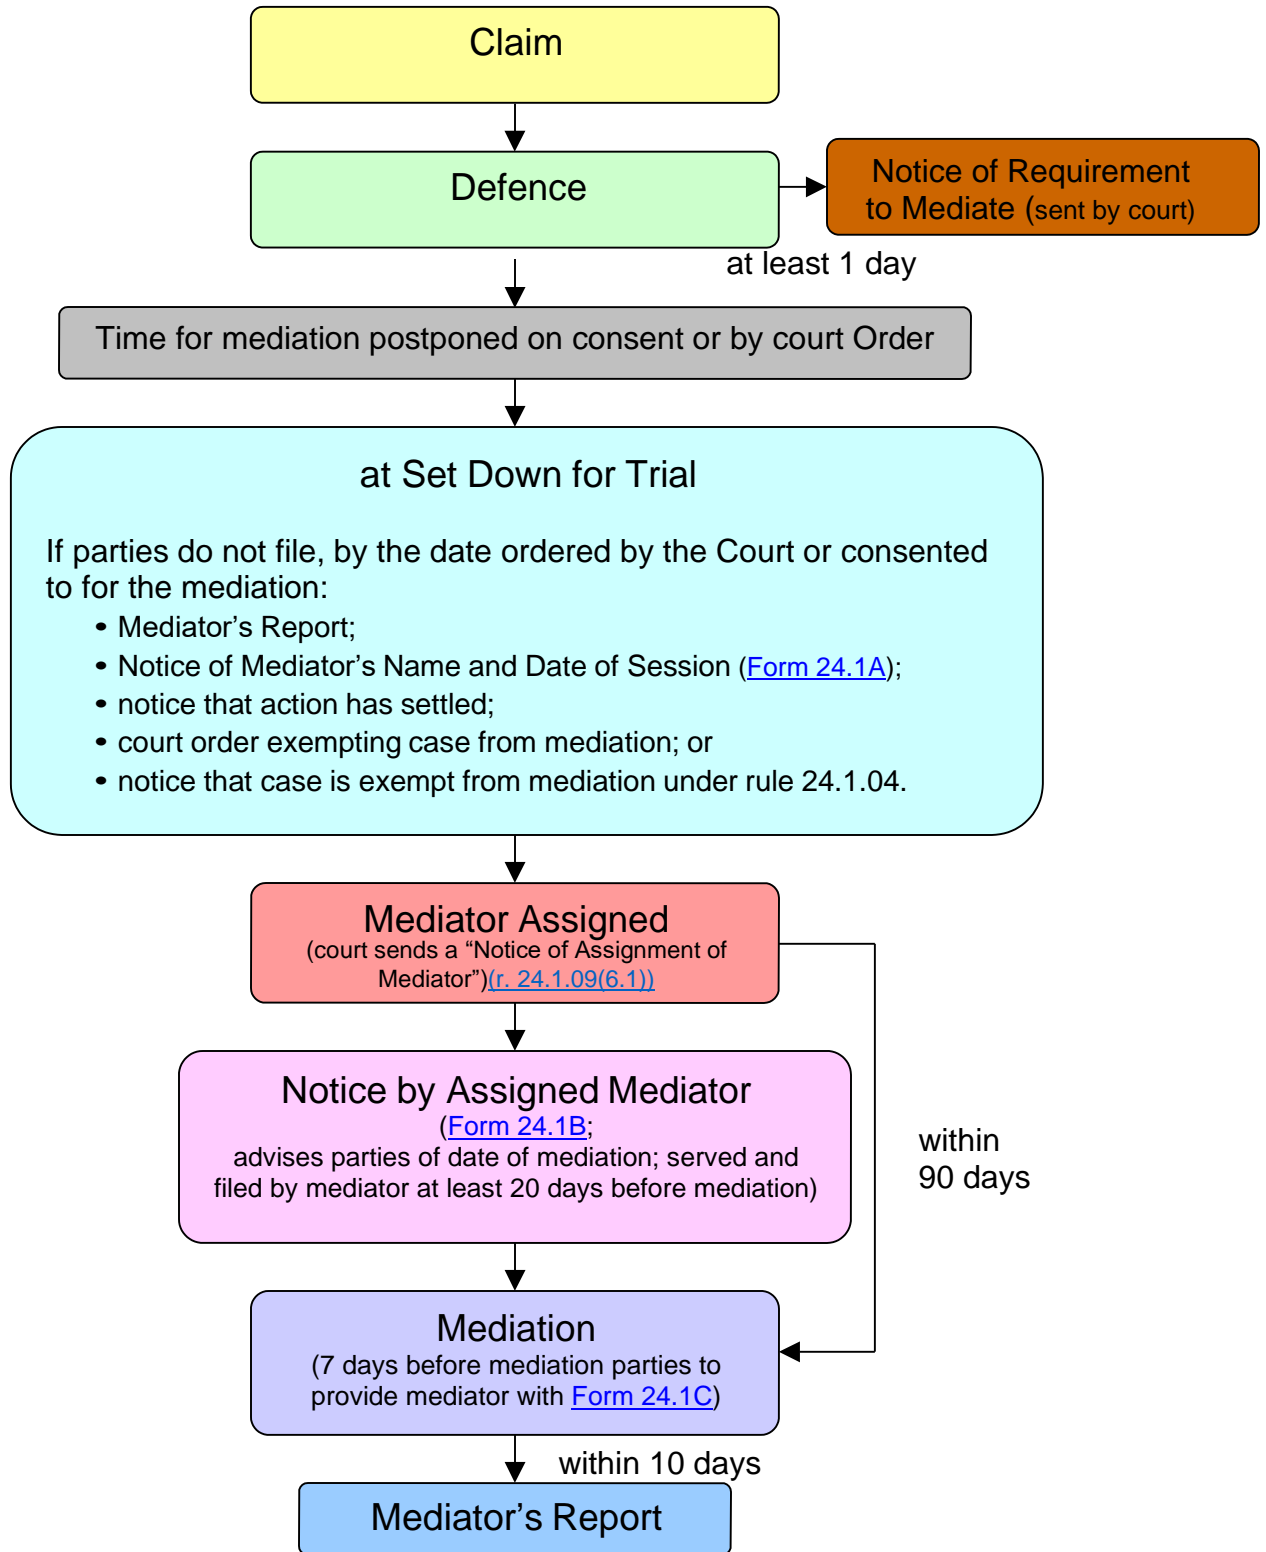 Claim
Defence
Notice of Requirement
to Mediate (sent by court)
at least 1 day
Time for mediation postponed on consent or by court Order
at Set Down for Trial
If parties do not file, by the date ordered by the Court or consented
to for the mediation:
• Mediator’s Report;
• Notice of Mediator’s Name and Date of Session (Form 24.1A);
• notice that action has settled;
• court order exempting case from mediation; or
• notice that case is exempt from mediation under rule 24.1.04.
Mediator Assigned
(court sends a “Notice of Assignment of
Mediator”)(r. 24.1.09(6.1))
Notice by Assigned Mediator
(Form 24.1B;
advises parties of date of mediation; served and
filed by mediator at least 20 days before mediation)
within
90 days
Mediation
(7 days before mediation parties to
provide mediator with Form 24.1C)
within 10 days
Mediator’s Report